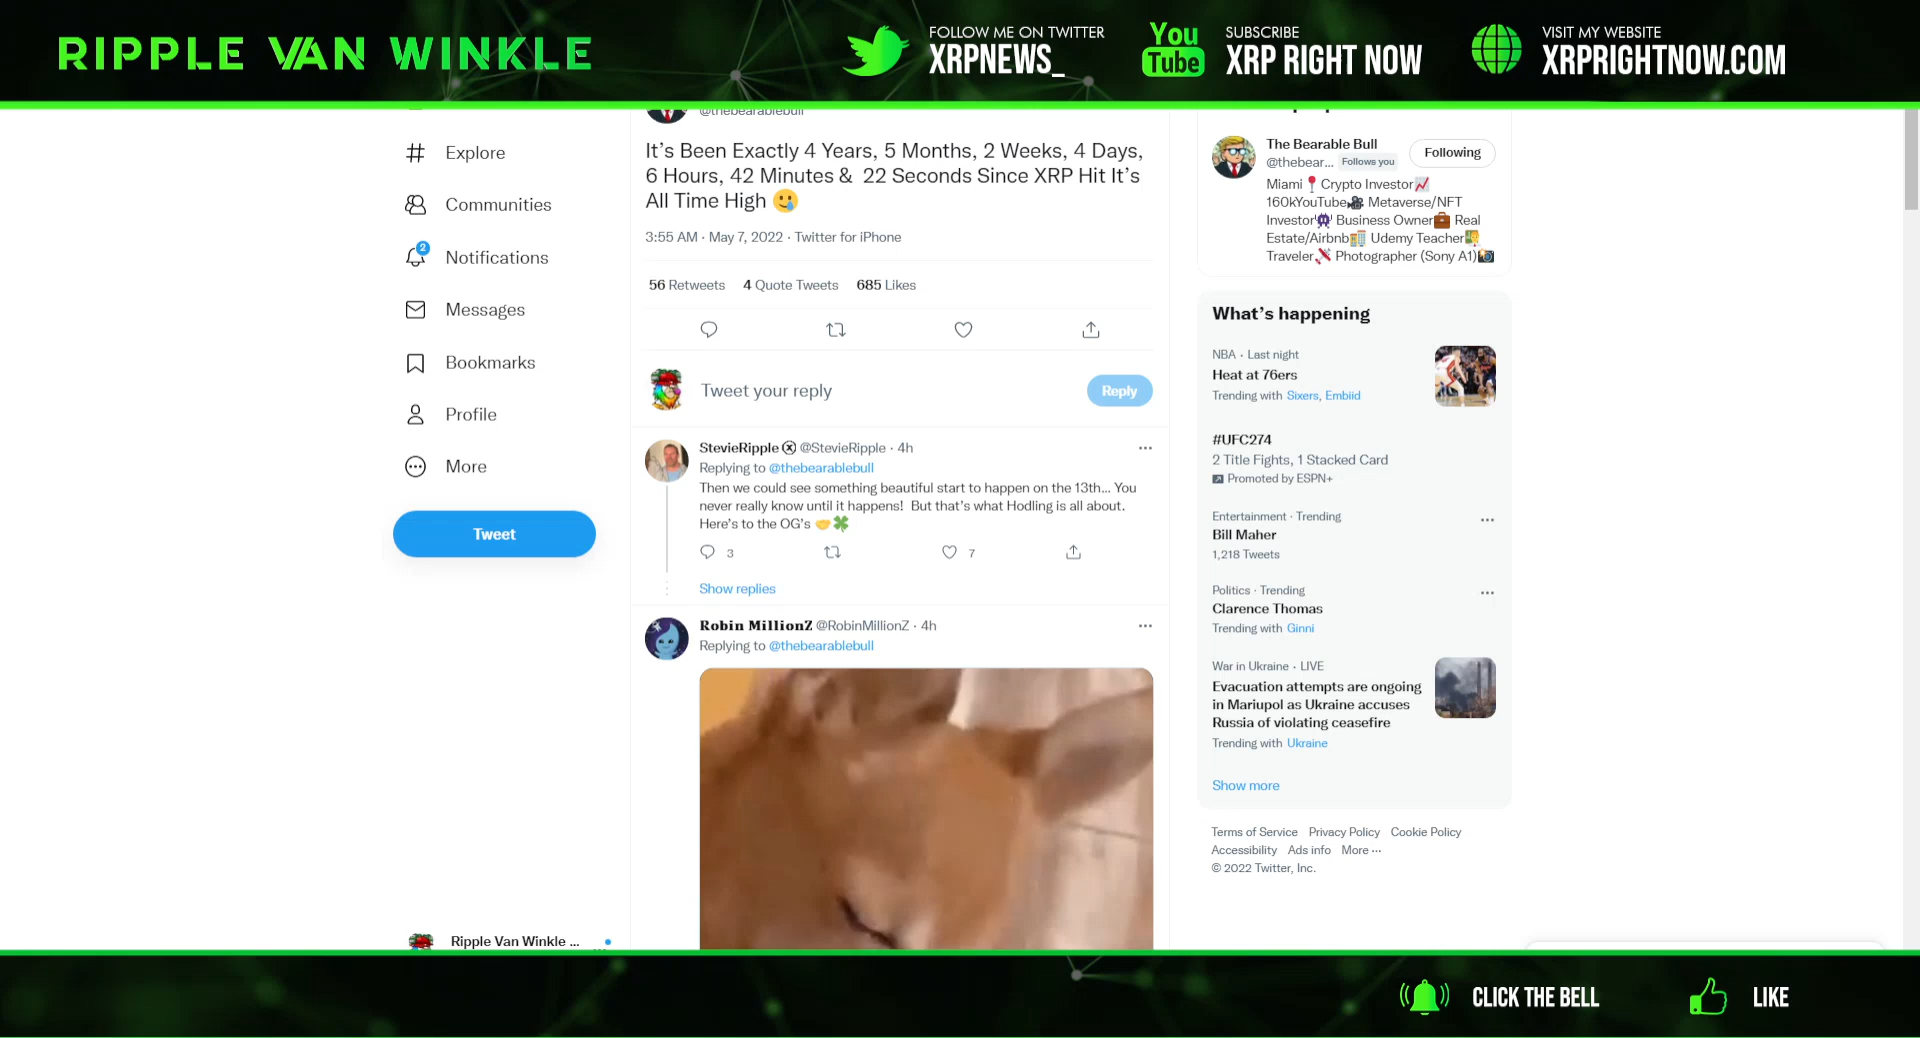 RIPPLE VAN WINKLE
FOLLOW ME ON TWITTER
XRPNEWS_
You
Tube
SUBSCRIBE
XRP RIGHT NOW
VISIT MY WEBSITE
XRPRIGHTNOW.COM
Explore
Communities
2
Notifications
Messages
Bookmarks
Profile
More
Tweet
Ripple Van Winkle ...
@thebearablebull
It’s Been Exactly 4 Years, 5 Months, 2 Weeks, 4 Days,
6 Hours, 42 Minutes & 22 Seconds Since XRP Hit It’s
All Time High 🥲
3:55 AM · May 7, 2022 · Twitter for iPhone
56 Retweets 4 Quote Tweets 685 Likes
Tweet your reply
Reply
StevieRipple ⓧ @StevieRipple · 4h
Replying to @thebearablebull
Then we could see something beautiful start to happen on the 13th... You
never really know until it happens! But that’s what Hodling is all about.
Here’s to the OG’s 🤝🍀
3 7
Show replies
Robin MillionZ @RobinMillionZ · 4h
Replying to @thebearablebull
The Bearable Bull
@thebear... Follows you
Following
Miami📍Crypto Investor📈
160kYouTube🎥 Metaverse/NFT
Investor👾 Business Owner💼 Real
Estate/Airbnb🏨 Udemy Teacher👨‍🏫
Traveler🚀 Photographer (Sony A1)📸
What’s happening
NBA · Last night
Heat at 76ers
Trending with Sixers, Embiid
#UFC274
2 Title Fights, 1 Stacked Card
Promoted by ESPN+
Entertainment · Trending
Bill Maher
1,218 Tweets
Politics · Trending
Clarence Thomas
Trending with Ginni
War in Ukraine · LIVE
Evacuation attempts are ongoing
in Mariupol as Ukraine accuses
Russia of violating ceasefire
Trending with Ukraine
Show more
Terms of Service Privacy Policy Cookie Policy
Accessibility Ads info More ···
© 2022 Twitter, Inc.
CLICK THE BELL
LIKE